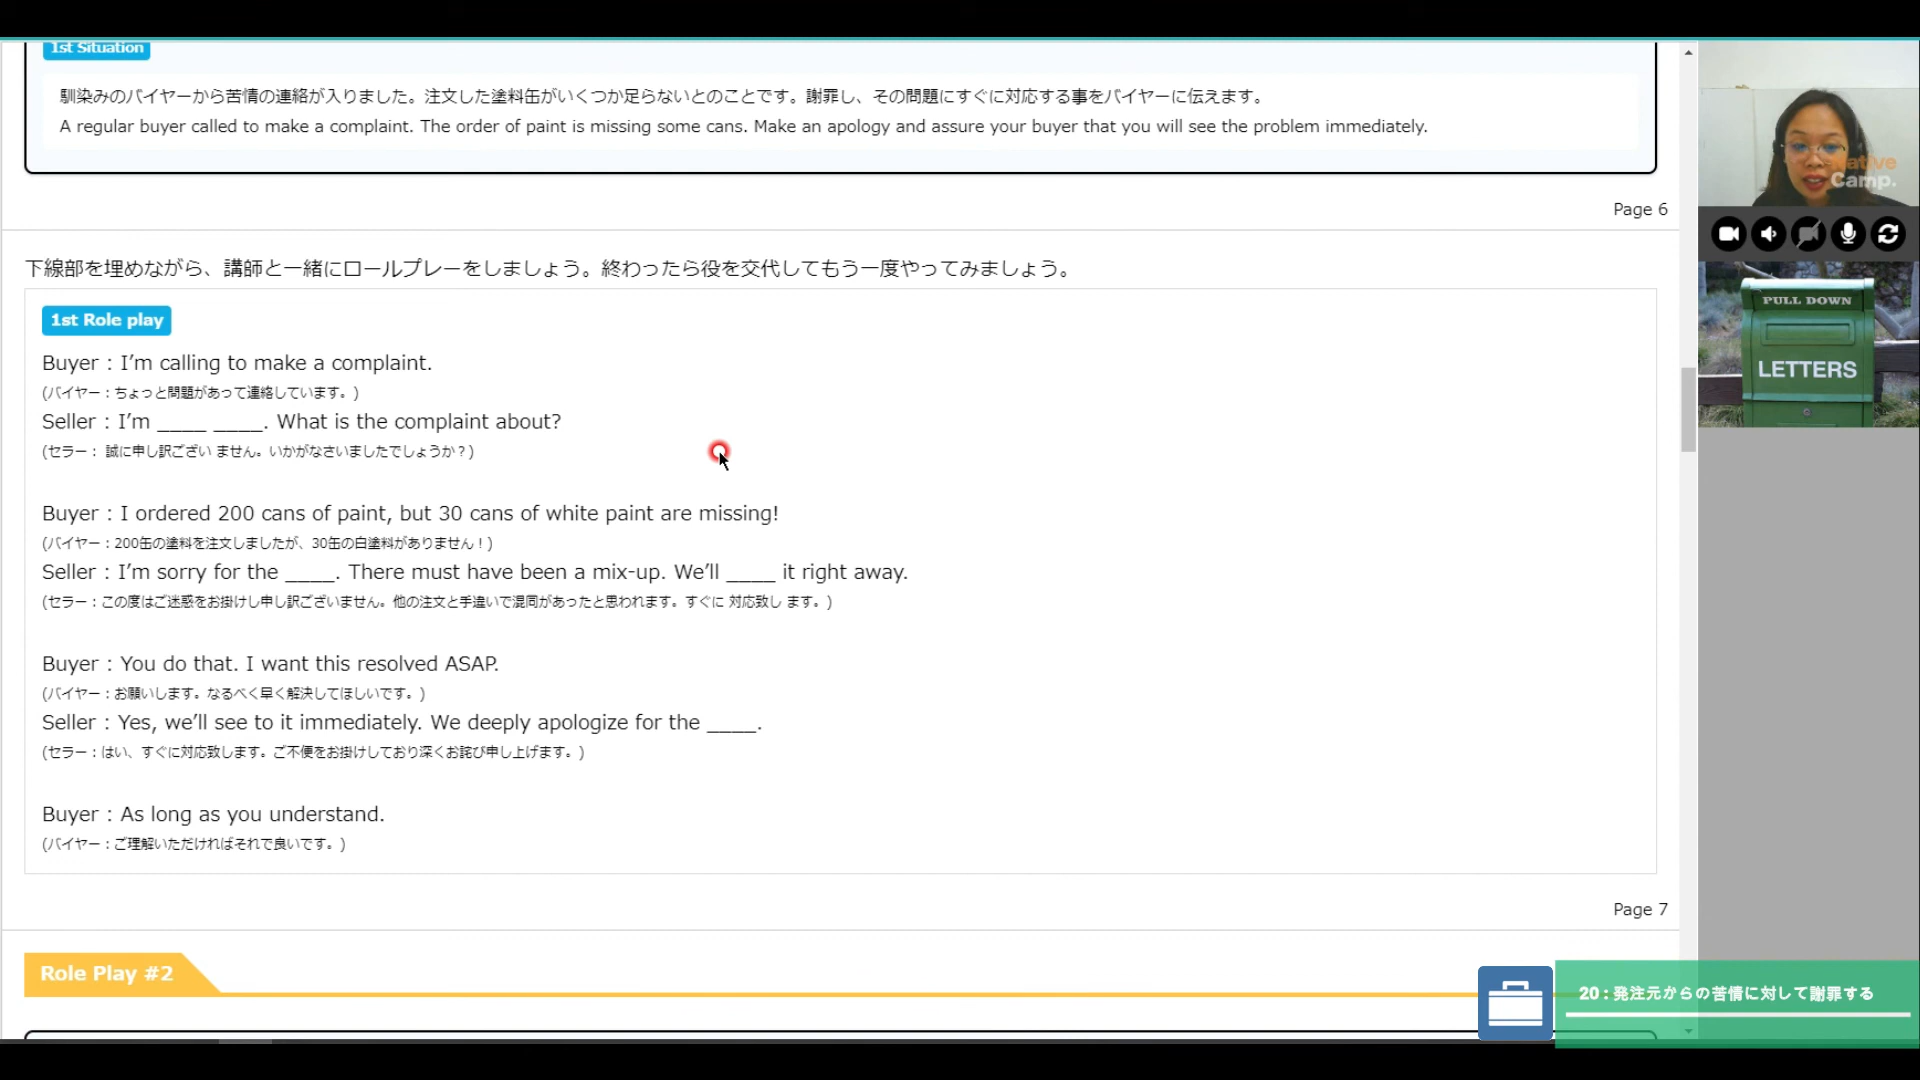 1st Situation
馴染みのバイヤーから苦情の連絡が入りました。注文した塗料缶がいくつか足らないとのことです。謝罪し、その問題にすぐに対応する事をバイヤーに伝えます。
A regular buyer called to make a complaint. The order of paint is missing some cans. Make an apology and assure your buyer that you will see the problem immediately.
Page 6
下線部を埋めながら、講師と一緒にロールプレーをしましょう。終わったら役を交代してもう一度やってみましょう。
1st Role play
Buyer : I’m calling to make a complaint.
(バイヤー : ちょっと問題があって連絡しています。)
Seller : I’m ____ ____. What is the complaint about?
(セラー : 誠に申し訳ござい ません。いかがなさいましたでしょうか？)
Buyer : I ordered 200 cans of paint, but 30 cans of white paint are missing!
(バイヤー : 200缶の塗料を注文しましたが、30缶の白塗料がありません！)
Seller : I’m sorry for the ____. There must have been a mix-up. We’ll ____ it right away.
(セラー : この度はご迷惑をお掛けし申し訳ございません。他の注文と手違いで混同があったと思われます。すぐに 対応致し ます。)
Buyer : You do that. I want this resolved ASAP.
(バイヤー : お願いします。なるべく早く解決してほしいです。)
Seller : Yes, we’ll see to it immediately. We deeply apologize for the ____.
(セラー : はい、すぐに対応致します。ご不便をお掛けしており深くお詫び申し上げます。)
Buyer : As long as you understand.
(バイヤー : ご理解いただければそれで良いです。)
Page 7
Role Play #2
Native
Camp.
PULL DOWN
LETTERS
20 : 発注元からの苦情に対して謝罪する